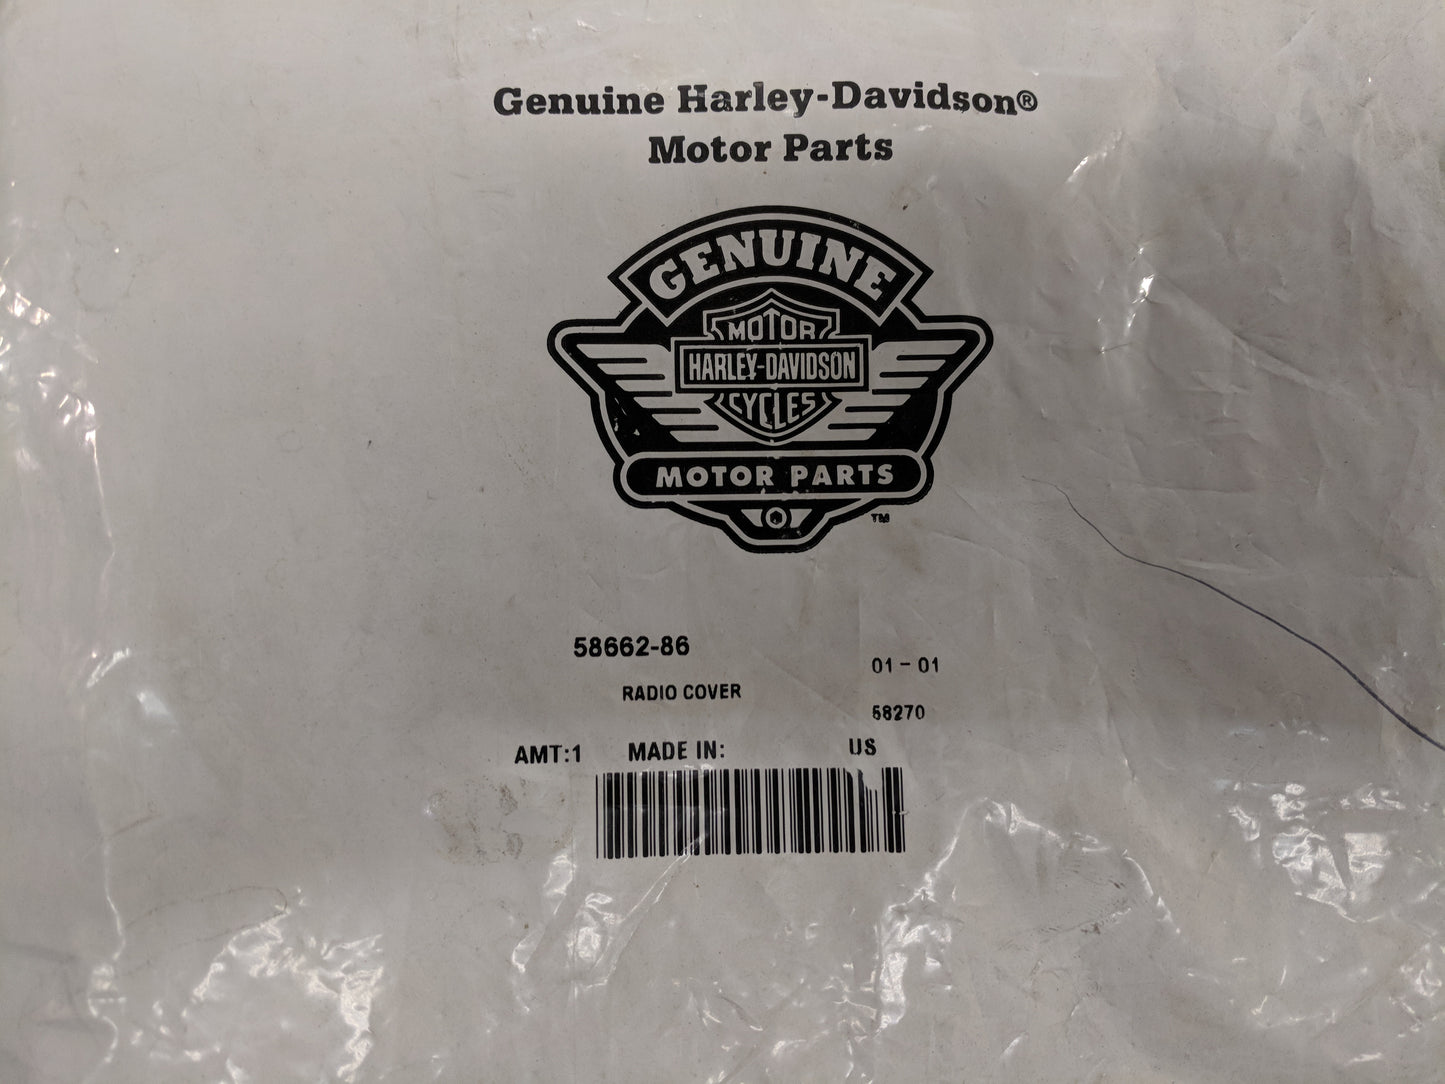 Genuine Harley-Davidson®
Motor Parts
GENUINE
MOTOR
HARLEY-DAVIDSON
CYCLES
MOTOR PARTS
TM
58662-86
01 - 01
RADIO COVER
58270
AMT:1 MADE IN: US